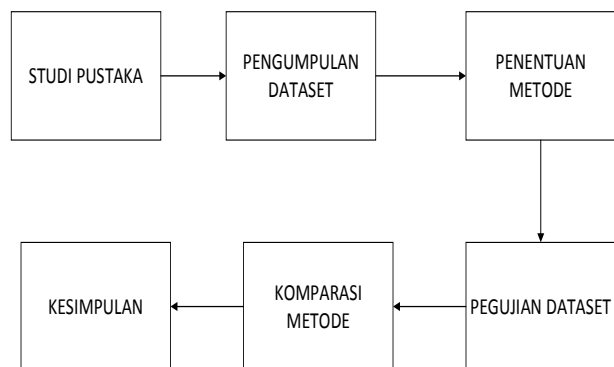 STUDI PUSTAKA
PENGUMPULAN
DATASET
PENENTUAN
METODE
PEGUJIAN DATASET
KOMPARASI
METODE
KESIMPULAN